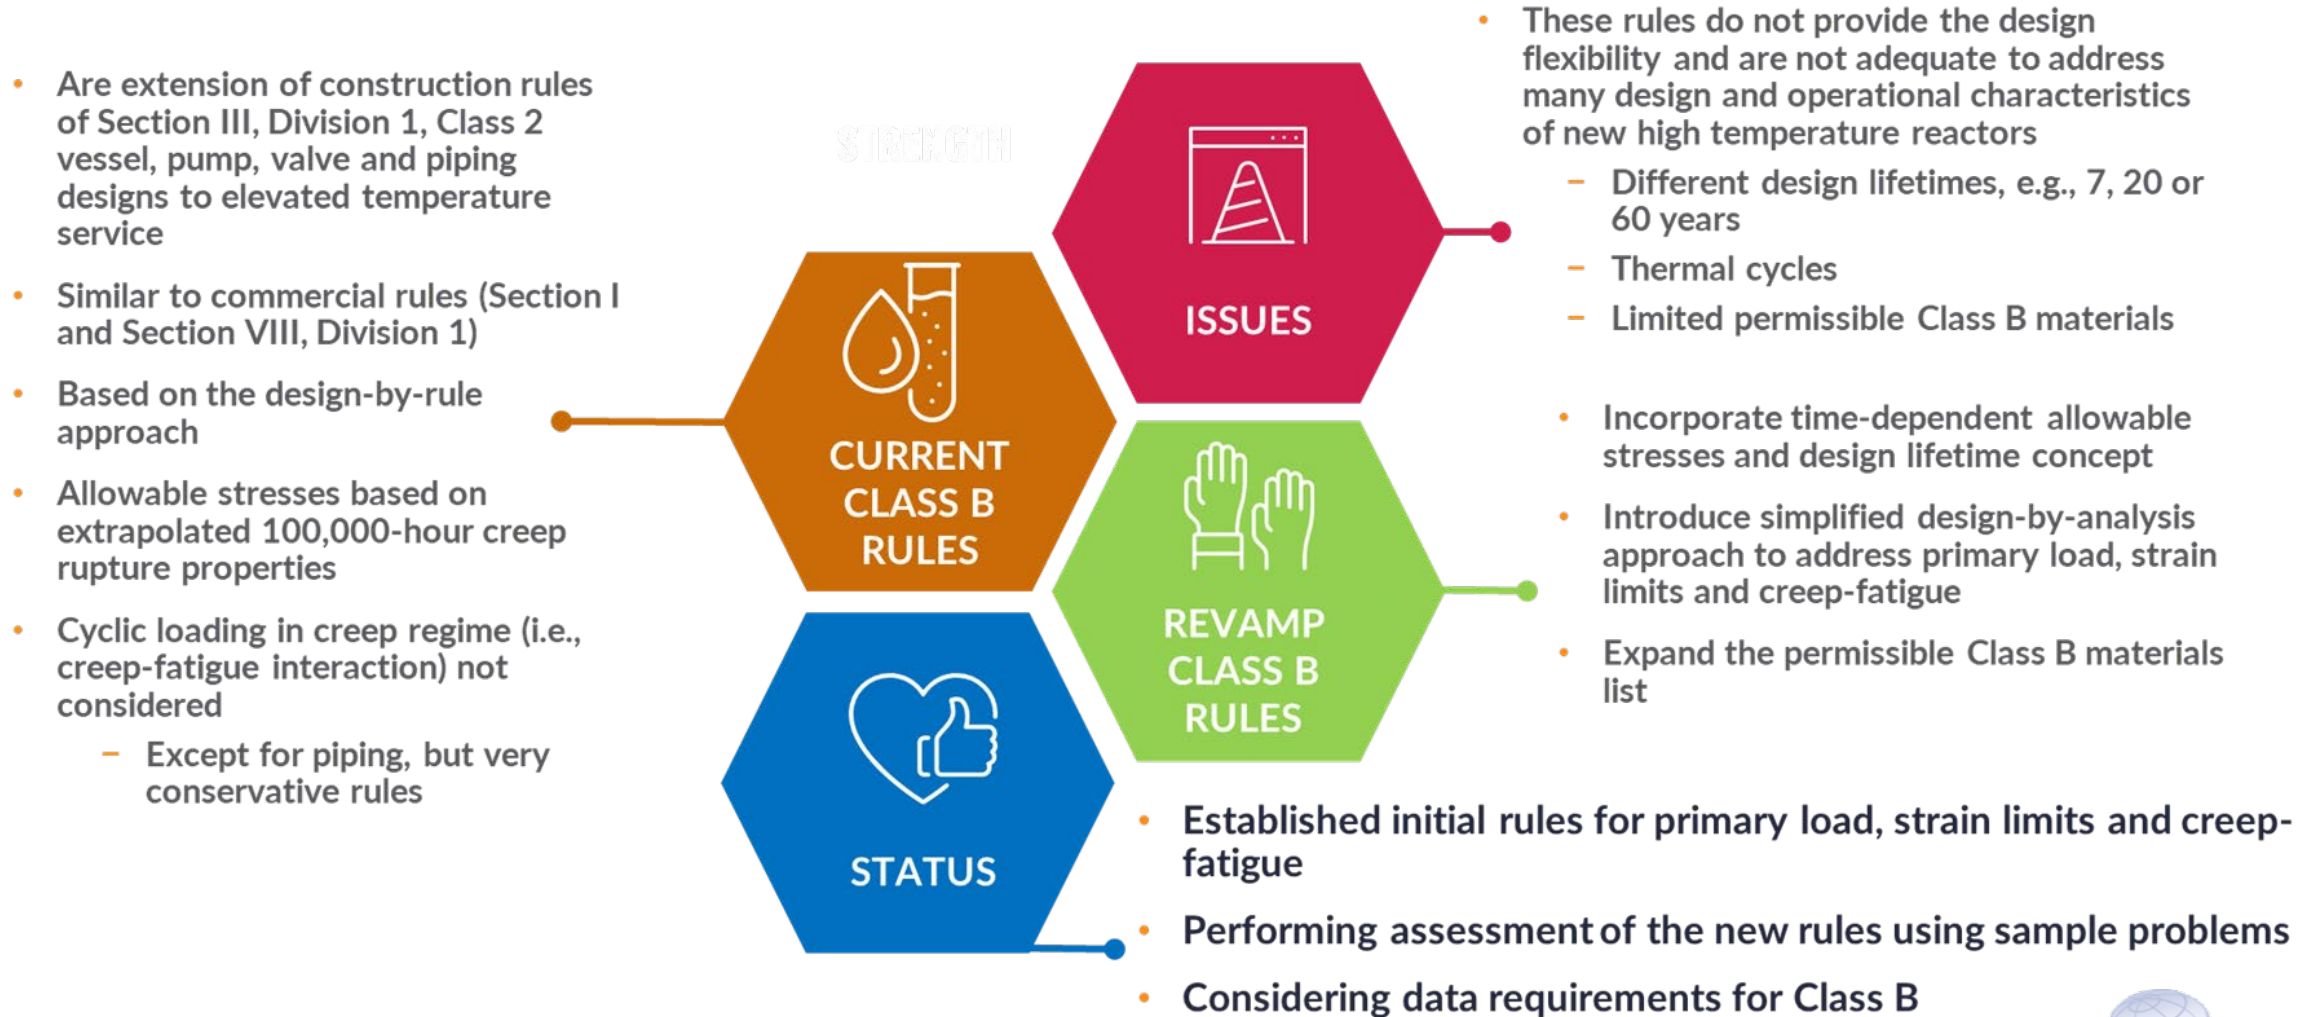 • Are extension of construction rules
of Section III, Division 1, Class 2
vessel, pump, valve and piping
designs to elevated temperature
service
• Similar to commercial rules (Section I
and Section VIII, Division 1)
• Based on the design-by-rule
approach
• Allowable stresses based on
extrapolated 100,000-hour creep
rupture properties
• Cyclic loading in creep regime (i.e.,
creep-fatigue interaction) not
considered
– Except for piping, but very
conservative rules
STRENGTH
CURRENT
CLASS B
RULES
ISSUES
• These rules do not provide the design
flexibility and are not adequate to address
many design and operational characteristics
of new high temperature reactors
– Different design lifetimes, e.g., 7, 20 or
60 years
– Thermal cycles
– Limited permissible Class B materials
REVAMP
CLASS B
RULES
• Incorporate time-dependent allowable
stresses and design lifetime concept
• Introduce simplified design-by-analysis
approach to address primary load, strain
limits and creep-fatigue
• Expand the permissible Class B materials
list
STATUS
• Established initial rules for primary load, strain limits and creep-
fatigue
• Performing assessment of the new rules using sample problems
• Considering data requirements for Class B